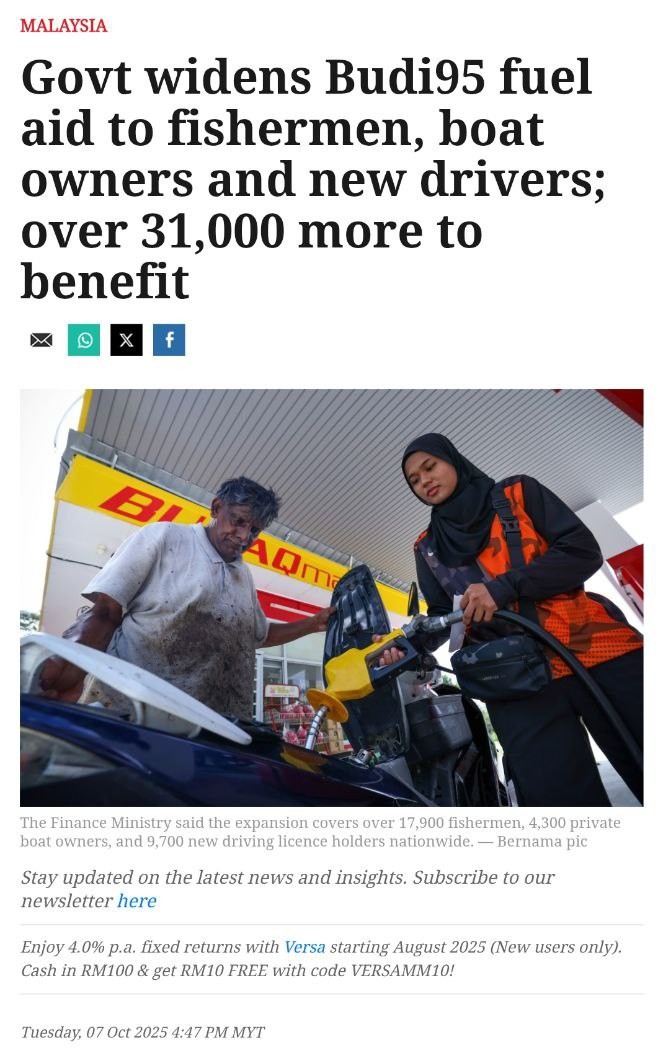 MALAYSIA
Govt widens Budi95 fuel
aid to fishermen, boat
owners and new drivers;
over 31,000 more to
benefit
The Finance Ministry said the expansion covers over 17,900 fishermen, 4,300 private
boat owners, and 9,700 new driving licence holders nationwide. — Bernama pic
Stay updated on the latest news and insights. Subscribe to our
newsletter here
Enjoy 4.0% p.a. fixed returns with Versa starting August 2025 (New users only).
Cash in RM100 & get RM10 FREE with code VERSAMM10!
Tuesday, 07 Oct 2025 4:47 PM MYT